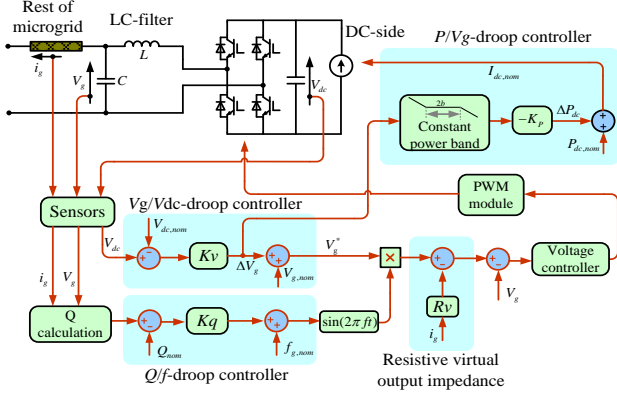 Rest of
microgrid
LC-filter
DC-side
P/Vg-droop controller
i_g
V_g
C
L
V_dc
I_dc,nom
2b
Constant
power band
−K_P
ΔP_dc
+
+
P_dc,nom
PWM
module
Sensors
Vg/Vdc-droop controller
V_dc,nom
V_dc
+
−
Kv
ΔV_g
+
+
V_g,nom
V_g^*
×
+
−
+
−
V_g
Voltage
controller
i_g
V_g
Q
calculation
+
−
Q_nom
Kq
+
+
f_g,nom
sin(2π ft)
Rv
i_g
Q/f-droop controller
Resistive virtual
output impedance